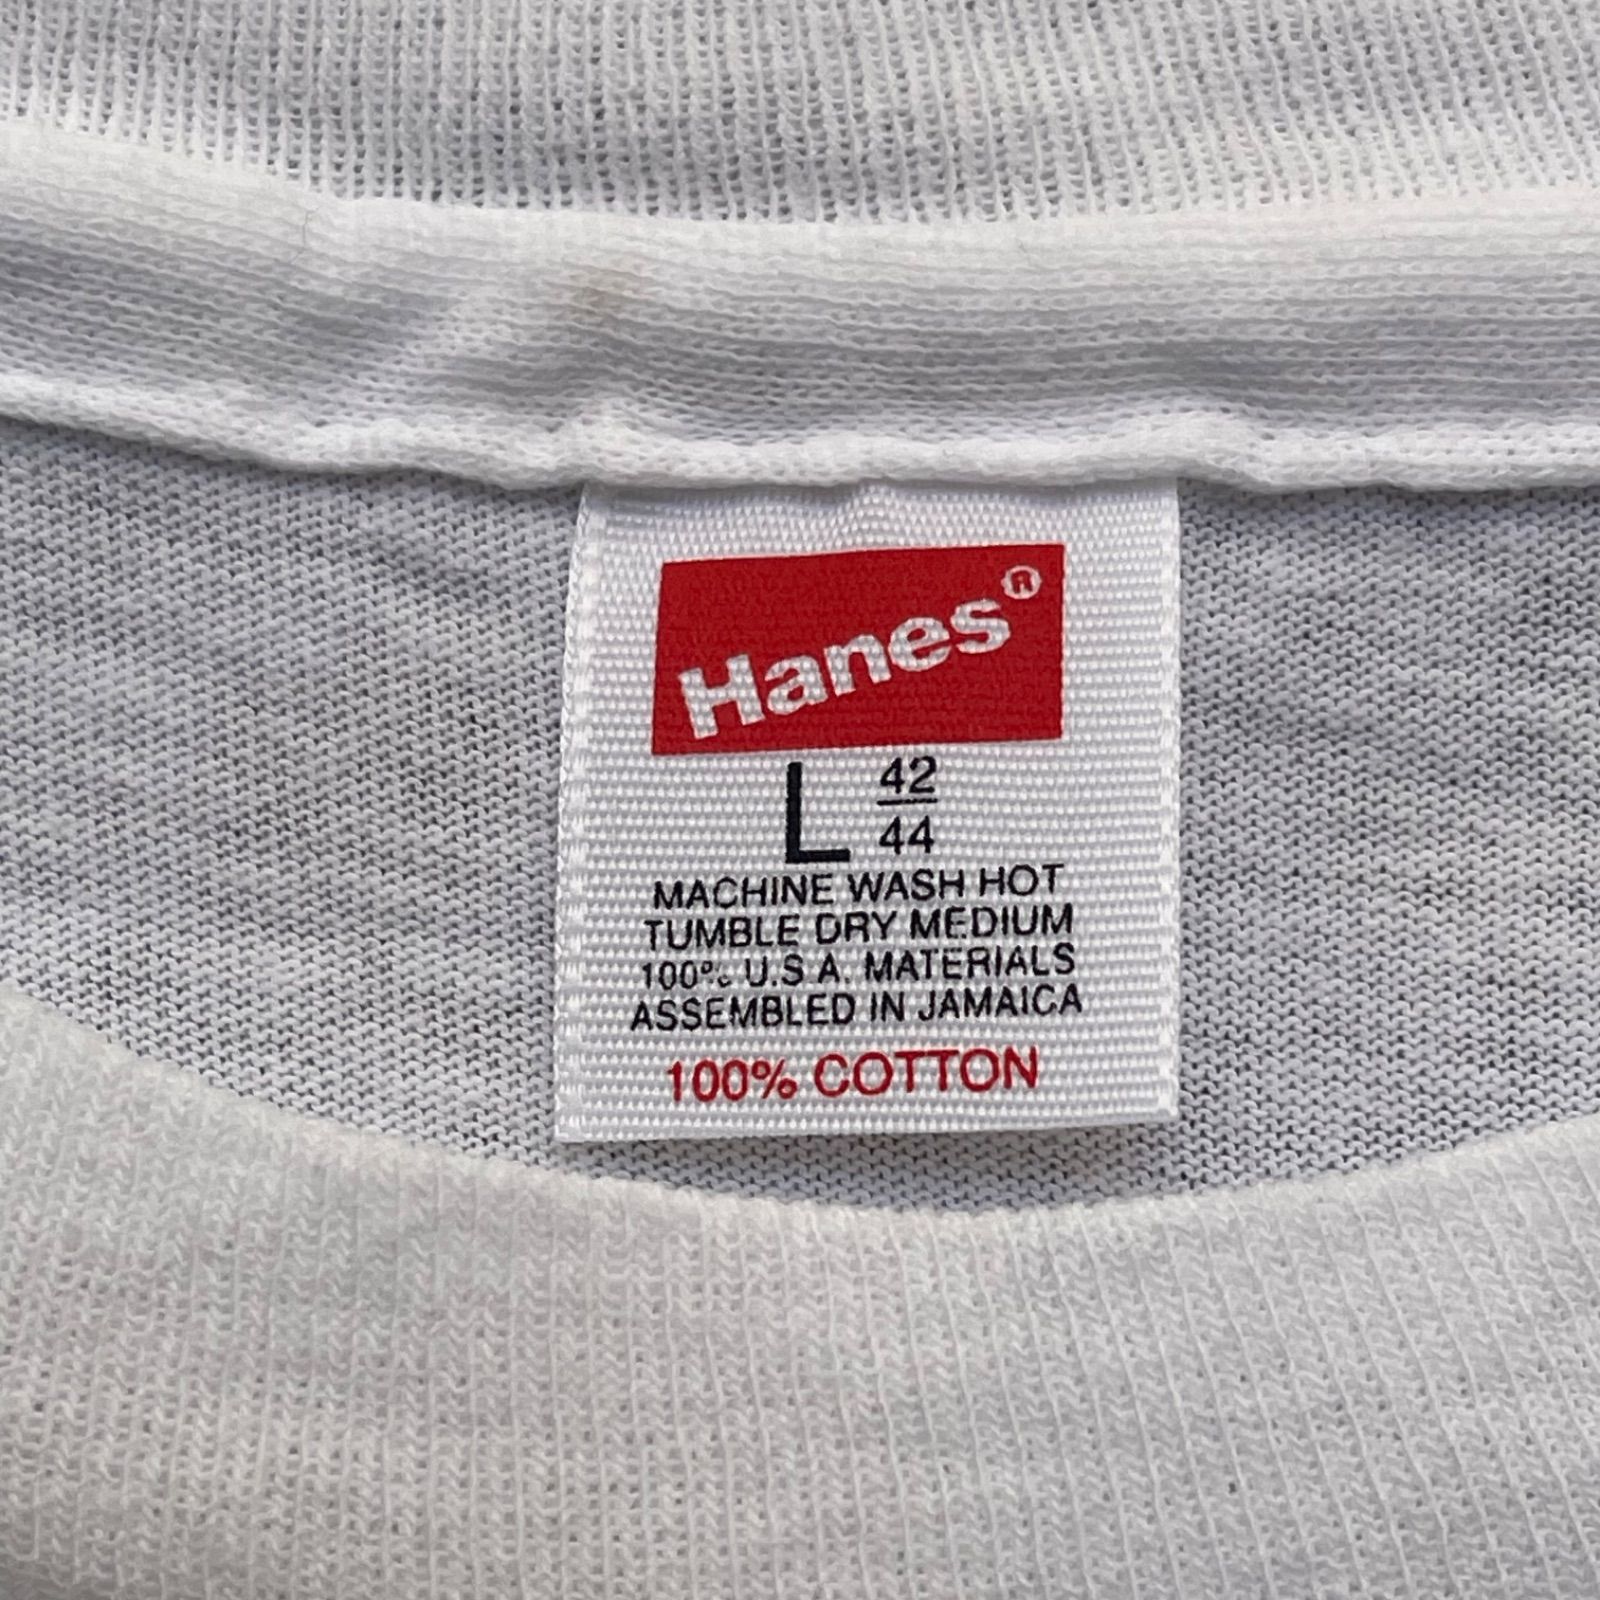 Hanes®
L 42/44
MACHINE WASH HOT
TUMBLE DRY MEDIUM
100% U.S.A. MATERIALS
ASSEMBLED IN JAMAICA
100% COTTON